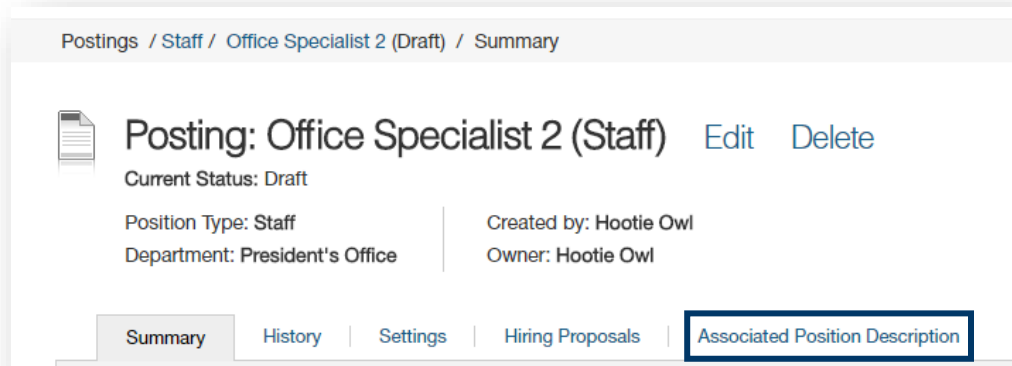 Postings / Staff / Office Specialist 2 (Draft) / Summary
Posting: Office Specialist 2 (Staff) Edit Delete
Current Status: Draft
Position Type: Staff Created by: Hootie Owl
Department: President's Office Owner: Hootie Owl
Summary History Settings Hiring Proposals Associated Position Description